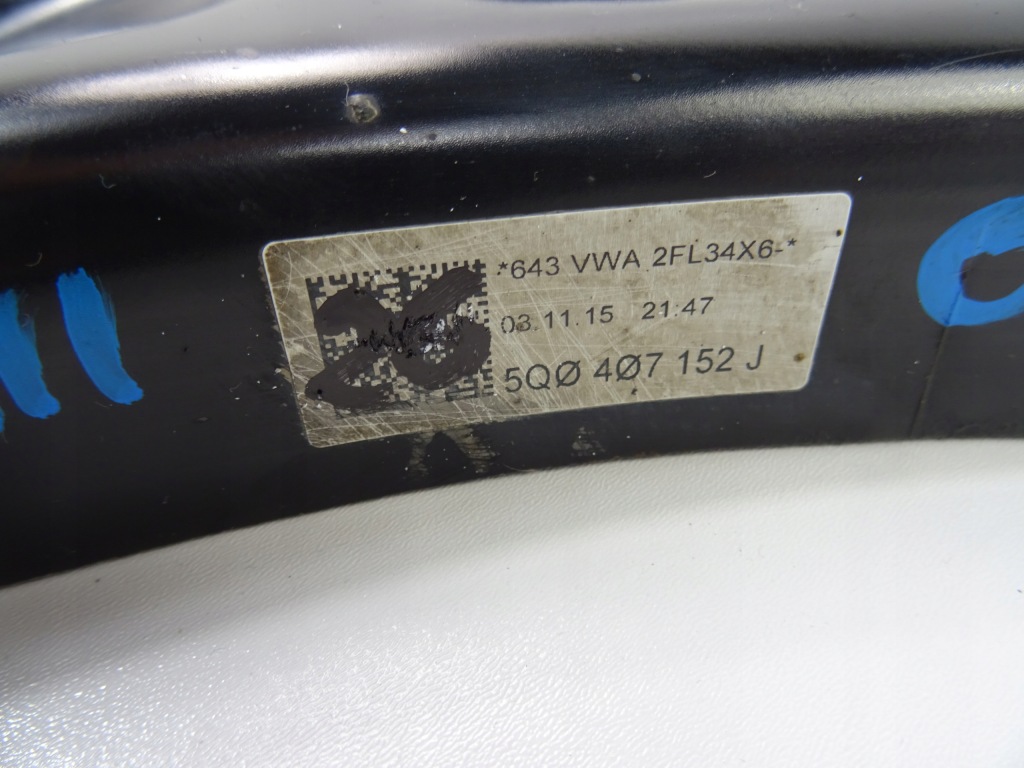 *643 VWA 2FL34X6-*
03.11.15 21:47
5QØ 4Ø7 152 J